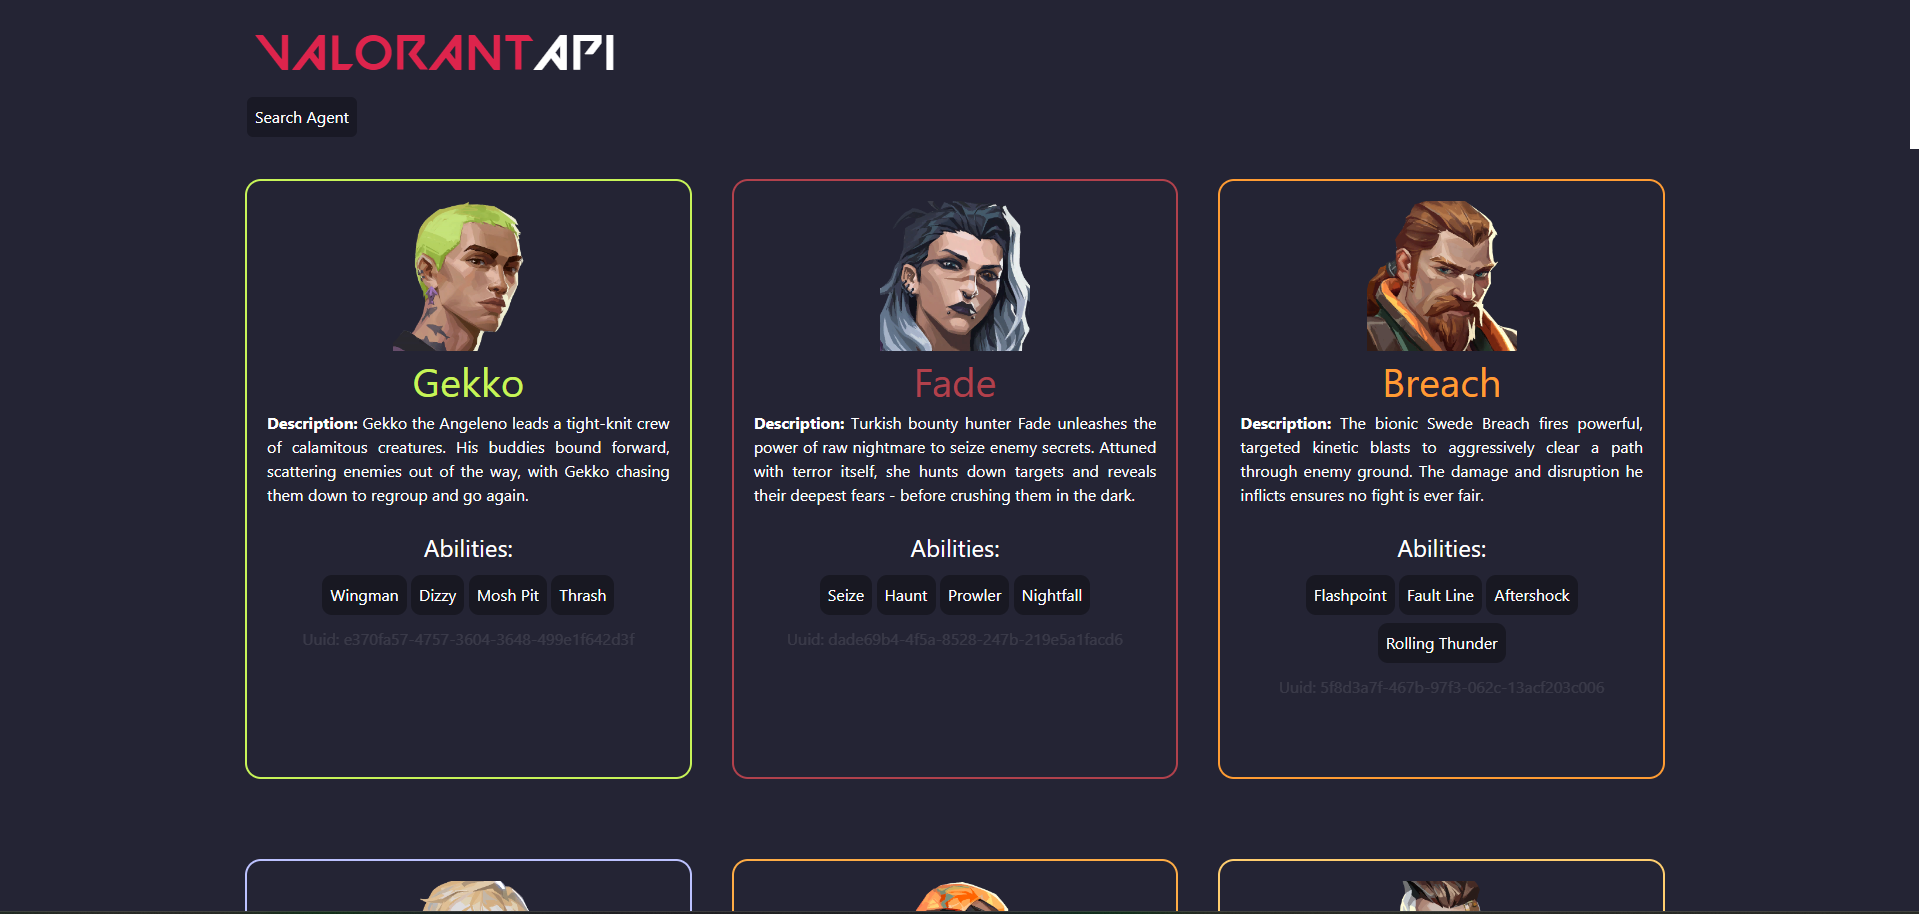 VALORANTAPI
Search Agent
Gekko
Description: Gekko the Angeleno leads a tight-knit crew
of calamitous creatures. His buddies bound forward,
scattering enemies out of the way, with Gekko chasing
them down to regroup and go again.
Abilities:
Wingman Dizzy Mosh Pit Thrash
Uuid: e370fa57-4757-3604-3648-499e1f642d3f
Fade
Description: Turkish bounty hunter Fade unleashes the
power of raw nightmare to seize enemy secrets. Attuned
with terror itself, she hunts down targets and reveals
their deepest fears - before crushing them in the dark.
Abilities:
Seize Haunt Prowler Nightfall
Uuid: dade69b4-4f5a-8528-247b-219e5a1facd6
Breach
Description: The bionic Swede Breach fires powerful,
targeted kinetic blasts to aggressively clear a path
through enemy ground. The damage and disruption he
inflicts ensures no fight is ever fair.
Abilities:
Flashpoint Fault Line Aftershock
Rolling Thunder
Uuid: 5f8d3a7f-467b-97f3-062c-13acf203c006